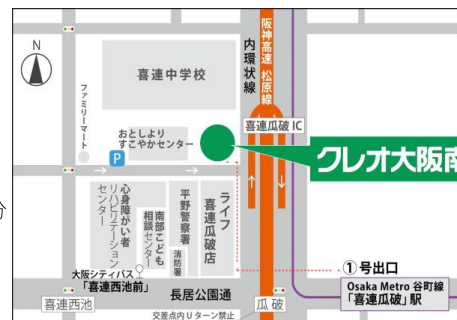 N
喜連中学校
内環状線
阪神高速 松原線
ファミリーマート
おとしより
すこやかセンター
喜連瓜破 IC
クレオ大阪南
P
分
心身障がい者
リハビリテーション
センター
南部こども
相談センター
平野警察署
消防署
ライフ
喜連瓜破店
大阪シティバス
「喜連西池前」
①号出口
Osaka Metro 谷町線
「喜連瓜破」駅
喜連西池
長居公園通
瓜破
交差点内Uターン禁止